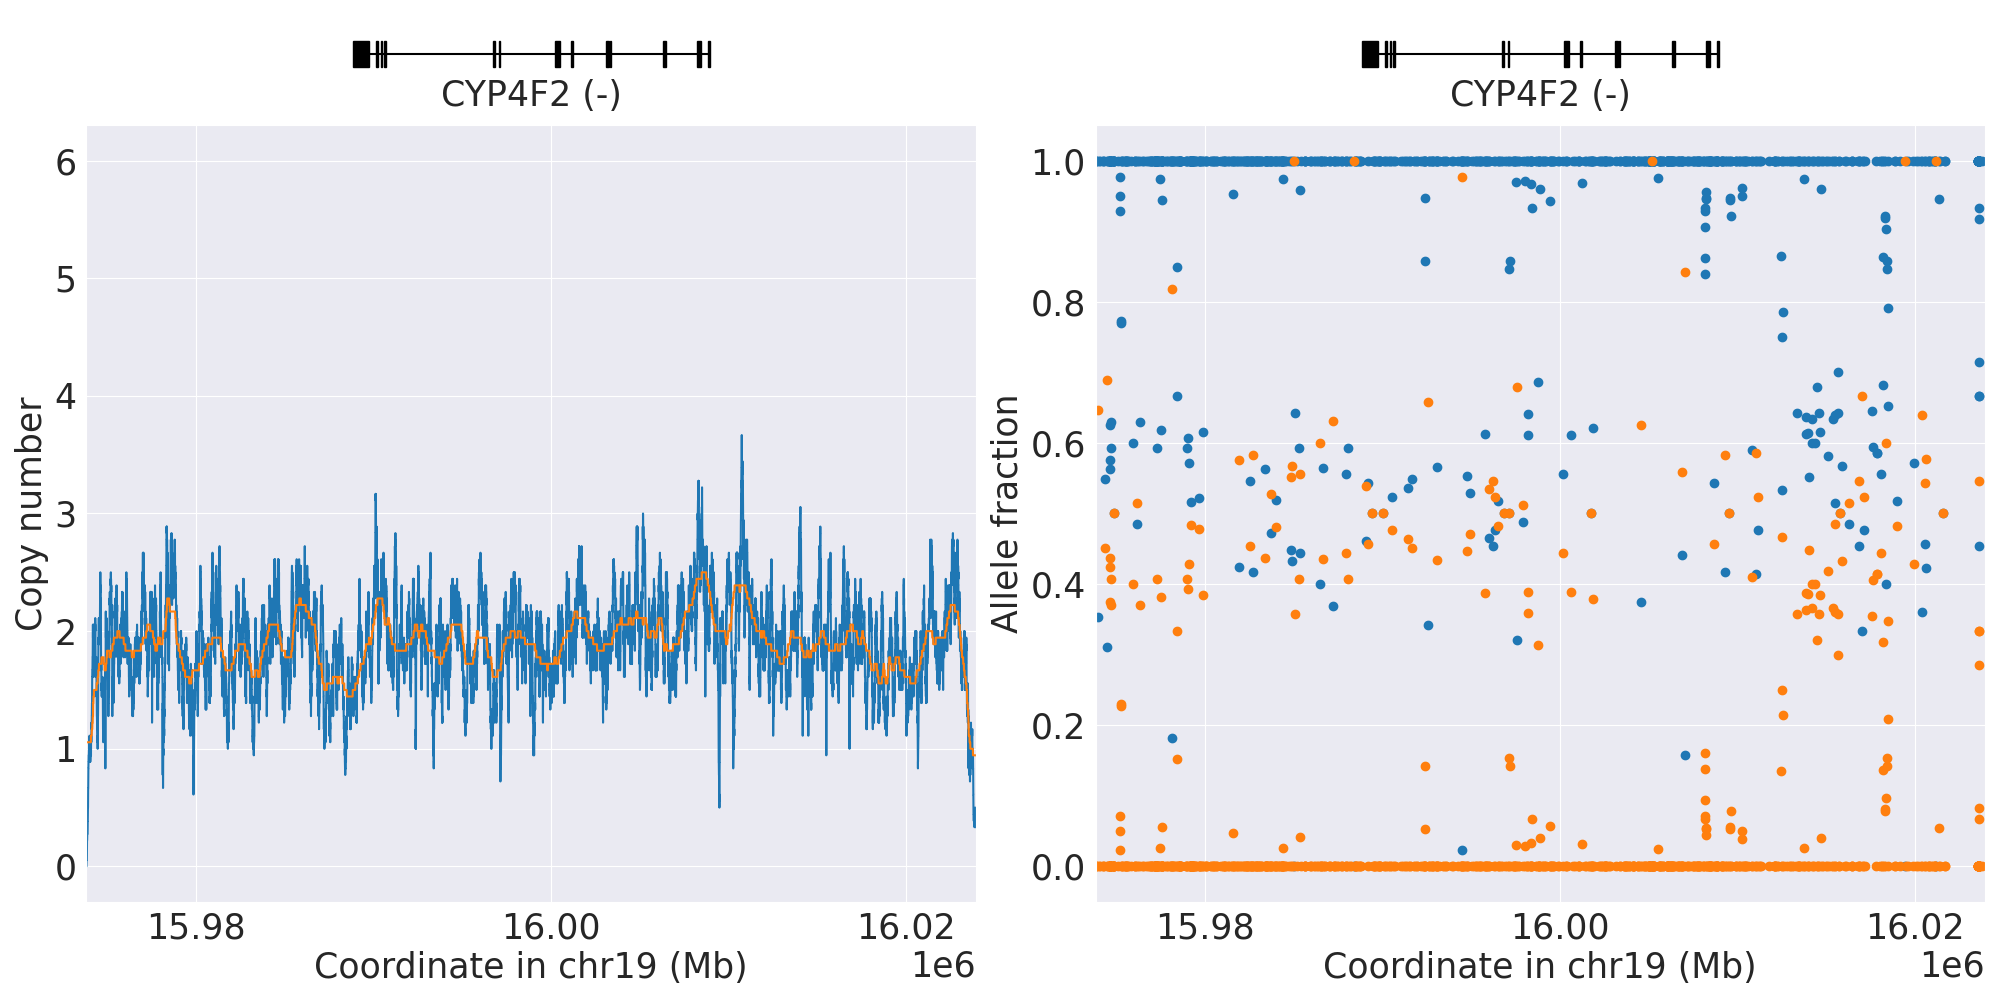 CYP4F2 (-)
6
5
4
3
2
1
0
Copy number
15.98
16.00
16.02
Coordinate in chr19 (Mb)
1e6
CYP4F2 (-)
1.0
0.8
0.6
0.4
0.2
0.0
Allele fraction
15.98
16.00
16.02
Coordinate in chr19 (Mb)
1e6